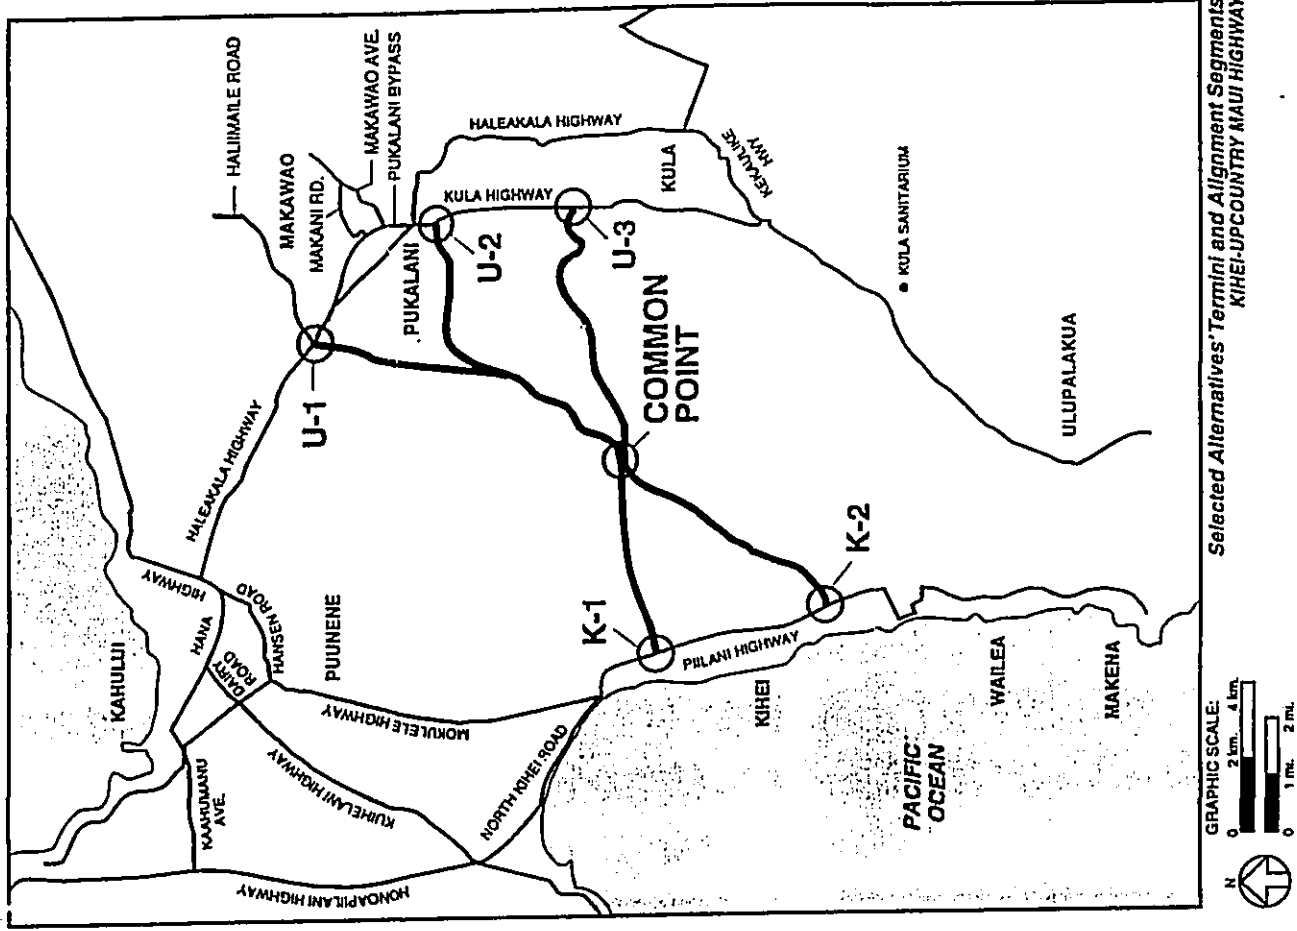 KAHULUI
HANA
HIGHWAY
HALEAKALA HIGHWAY
HALIIMAILE ROAD
MAKAWAO
MAKANI RD.
MAKAWAO AVE.
PUKALANI BYPASS
KAAHUMANU
AVE.
DAIRY
ROAD
HANSEN ROAD
PUUNENE
U-1
PUKALANI
U-2
KULA HIGHWAY
HALEAKALA HIGHWAY
HONOAPIILANI HIGHWAY
KUIHELANI HIGHWAY
MOKULELE HIGHWAY
NORTH KIHEI ROAD
U-3
KULA
KEKAULIKE
HWY
COMMON
POINT
K-1
PIILANI HIGHWAY
KIHEI
K-2
KULA SANITARIUM
PACIFIC
OCEAN
WAILEA
MAKENA
ULUPALAKUA
N
GRAPHIC SCALE:
0 2 km. 4 km.
0 1 mi. 2 mi.
Selected Alternatives' Termini and Alignment Segments
KIHEI-UPCOUNTRY MAUI HIGHWAY